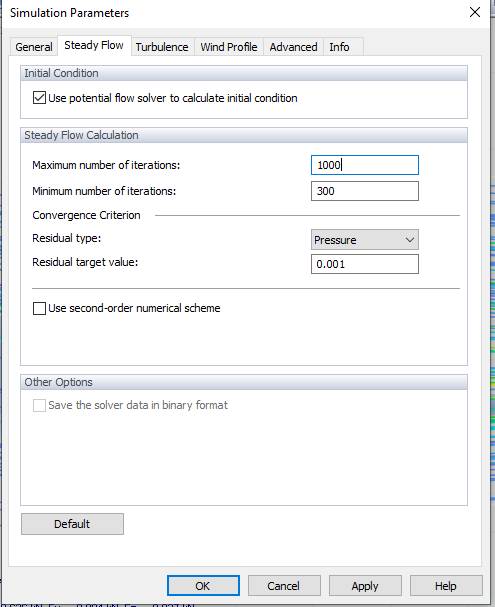 Simulation Parameters
General Steady Flow Turbulence Wind Profile Advanced Info
Initial Condition
Use potential flow solver to calculate initial condition
Steady Flow Calculation
Maximum number of iterations: 1000
Minimum number of iterations: 300
Convergence Criterion
Residual type: Pressure
Residual target value: 0.001
Use second-order numerical scheme
Other Options
Save the solver data in binary format
Default
OK Cancel Apply Help